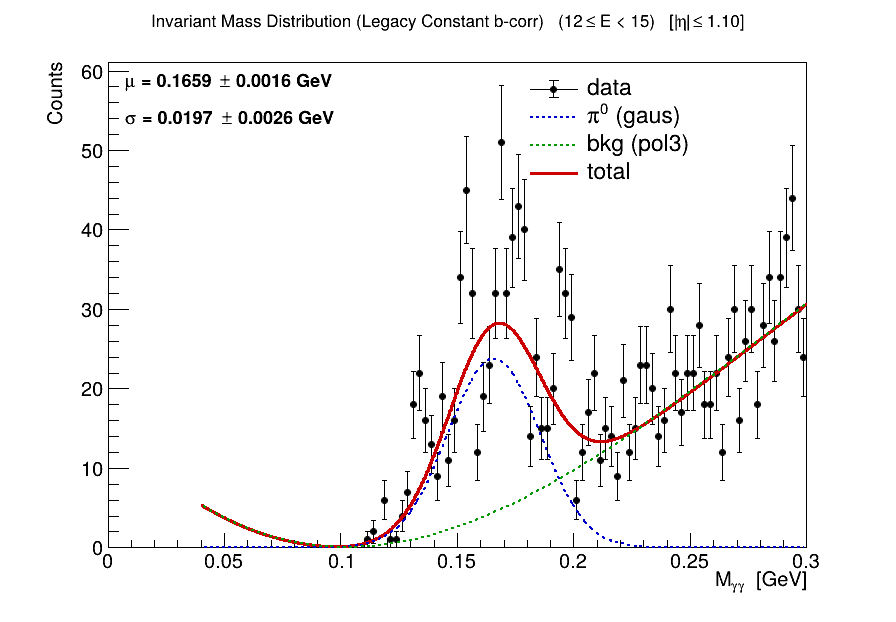 Invariant Mass Distribution (Legacy Constant b-corr)   (12 ≤ E < 15)   [|η| ≤ 1.10]
Counts
μ = 0.1659 ± 0.0016 GeV
σ = 0.0197 ± 0.0026 GeV
data
π⁰ (gaus)
bkg (pol3)
total
60
50
40
30
20
10
0
0 0.05 0.1 0.15 0.2 0.25 0.3
M_γγ [GeV]